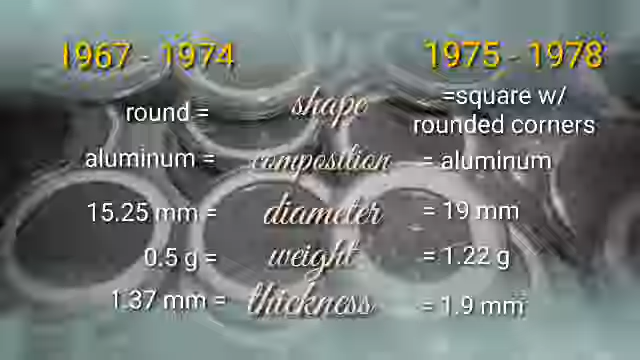 1967 - 1974 1975 - 1978
round = shape =square w/
rounded corners
aluminum = composition = aluminum
15.25 mm = diameter = 19 mm
0.5 g = weight = 1.22 g
1.37 mm = thickness = 1.9 mm